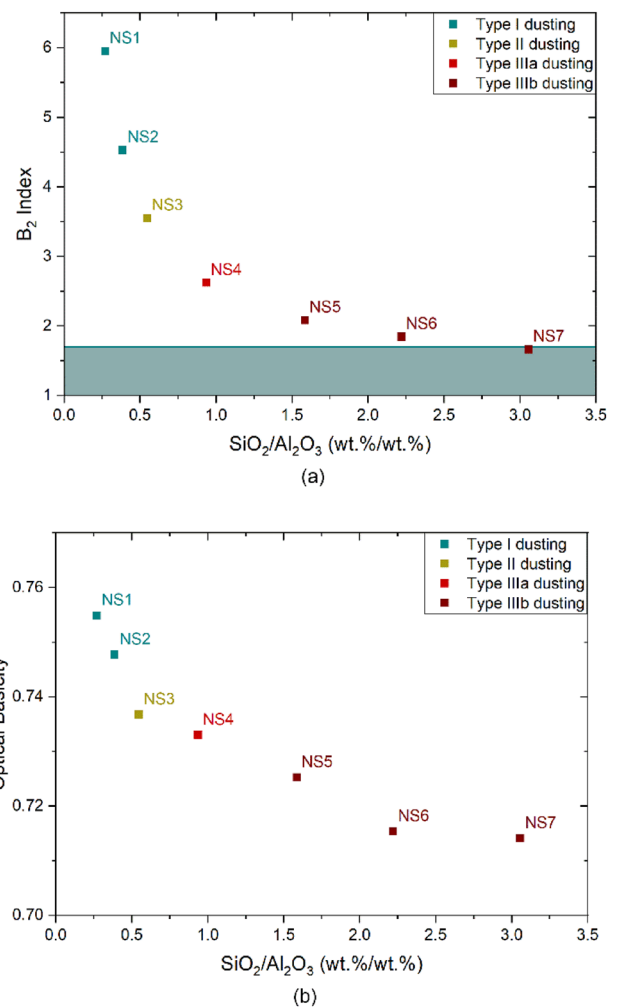 Type I dusting
Type II dusting
Type IIIa dusting
Type IIIb dusting
NS1
NS2
NS3
NS4
NS5
NS6
NS7
6
5
4
3
2
1
B₂ Index
0.0 0.5 1.0 1.5 2.0 2.5 3.0 3.5
SiO₂/Al₂O₃ (wt.%/wt.%)
(a)
Type I dusting
Type II dusting
Type IIIa dusting
Type IIIb dusting
NS1
NS2
NS3
NS4
NS5
NS6
NS7
0.76
0.74
0.72
0.70
Optical Basicity
0.0 0.5 1.0 1.5 2.0 2.5 3.0 3.5
SiO₂/Al₂O₃ (wt.%/wt.%)
(b)